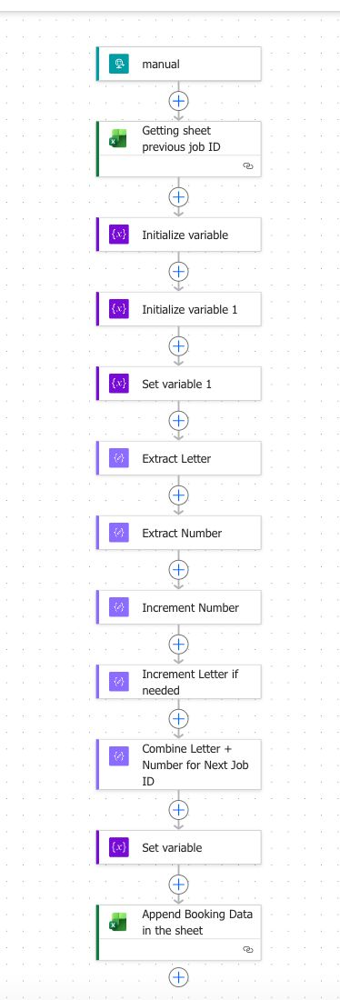 manual
Getting sheet
previous job ID
{x} Initialize variable
{x} Initialize variable 1
{x} Set variable 1
Extract Letter
Extract Number
Increment Number
Increment Letter if
needed
Combine Letter +
Number for Next Job
ID
{x} Set variable
Append Booking Data
in the sheet